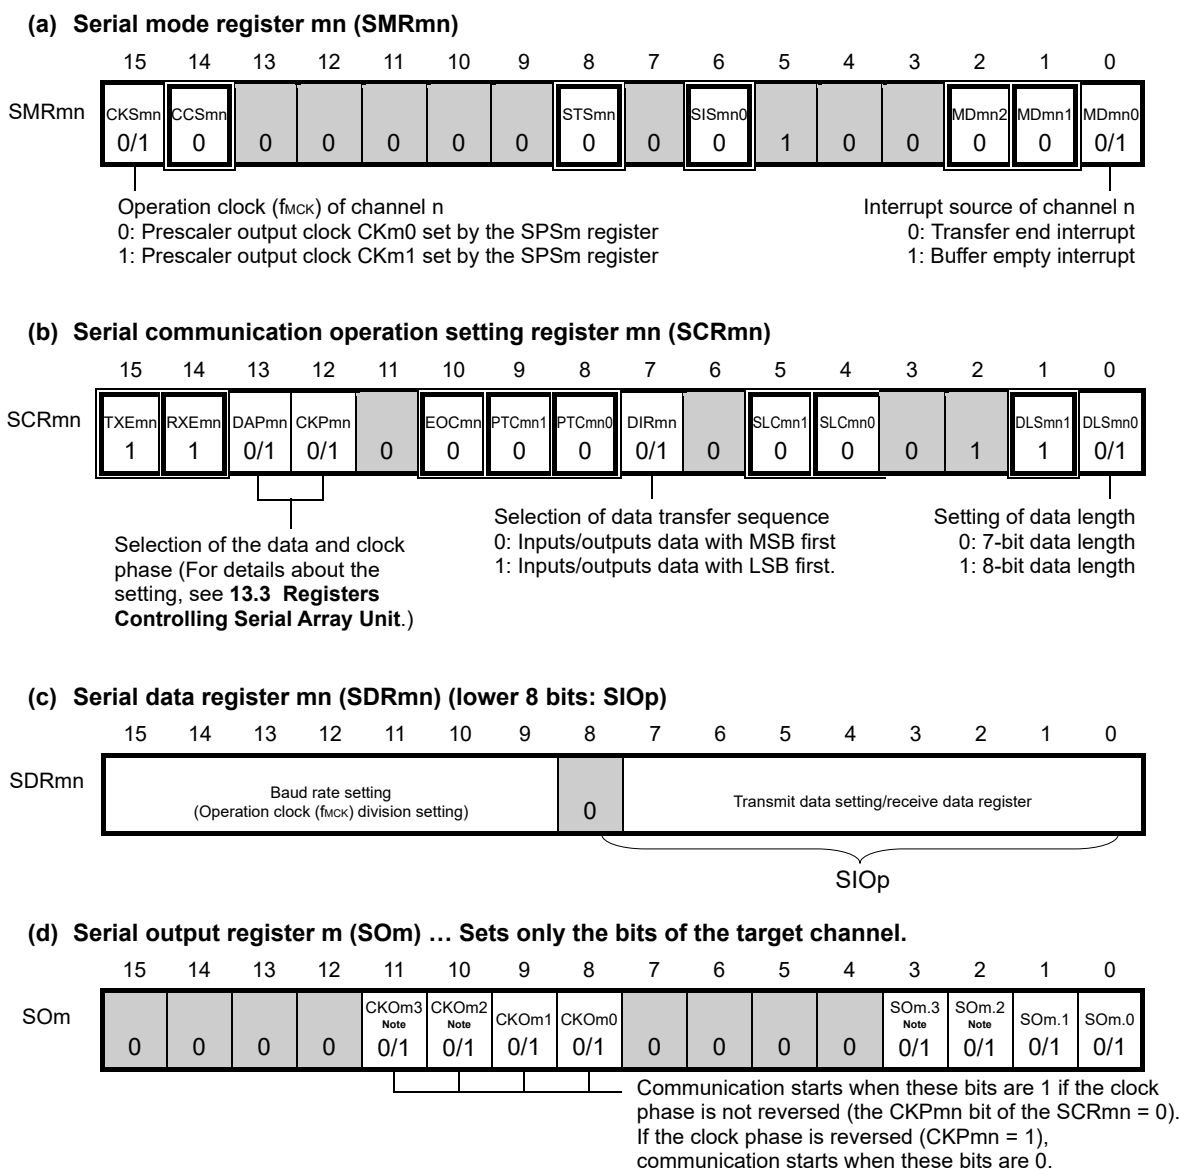 (a) Serial mode register mn (SMRmn)
15 14 13 12 11 10 9 8 7 6 5 4 3 2 1 0
SMRmn
CKSmn CCSmn STSmn SISmn0 MDmn2 MDmn1 MDmn0
0/1 0 0 0 0 0 0 0 0 0 1 0 0 0 0 0/1
Operation clock (fMCK) of channel n
0: Prescaler output clock CKm0 set by the SPSm register
1: Prescaler output clock CKm1 set by the SPSm register
Interrupt source of channel n
0: Transfer end interrupt
1: Buffer empty interrupt
(b) Serial communication operation setting register mn (SCRmn)
15 14 13 12 11 10 9 8 7 6 5 4 3 2 1 0
SCRmn
TXEmn RXEmn DAPmn CKPmn EOCmn PTCmn1 PTCmn0 DIRmn SLCmn1 SLCmn0 DLSmn1 DLSmn0
1 1 0/1 0/1 0 0 0 0 0/1 0 0 0 0 1 1 0/1
Selection of the data and clock
phase (For details about the
setting, see 13.3 Registers
Controlling Serial Array Unit.)
Selection of data transfer sequence
0: Inputs/outputs data with MSB first
1: Inputs/outputs data with LSB first.
Setting of data length
0: 7-bit data length
1: 8-bit data length
(c) Serial data register mn (SDRmn) (lower 8 bits: SIOp)
15 14 13 12 11 10 9 8 7 6 5 4 3 2 1 0
SDRmn
Baud rate setting
(Operation clock (fMCK) division setting)
0
Transmit data setting/receive data register
SIOp
(d) Serial output register m (SOm) … Sets only the bits of the target channel.
15 14 13 12 11 10 9 8 7 6 5 4 3 2 1 0
SOm
CKOm3 CKOm2 CKOm1 CKOm0 SOm.3 SOm.2 SOm.1 SOm.0
Note Note Note Note
0 0 0 0 0/1 0/1 0/1 0/1 0 0 0 0 0/1 0/1 0/1 0/1
Communication starts when these bits are 1 if the clock
phase is not reversed (the CKPmn bit of the SCRmn = 0).
If the clock phase is reversed (CKPmn = 1),
communication starts when these bits are 0.